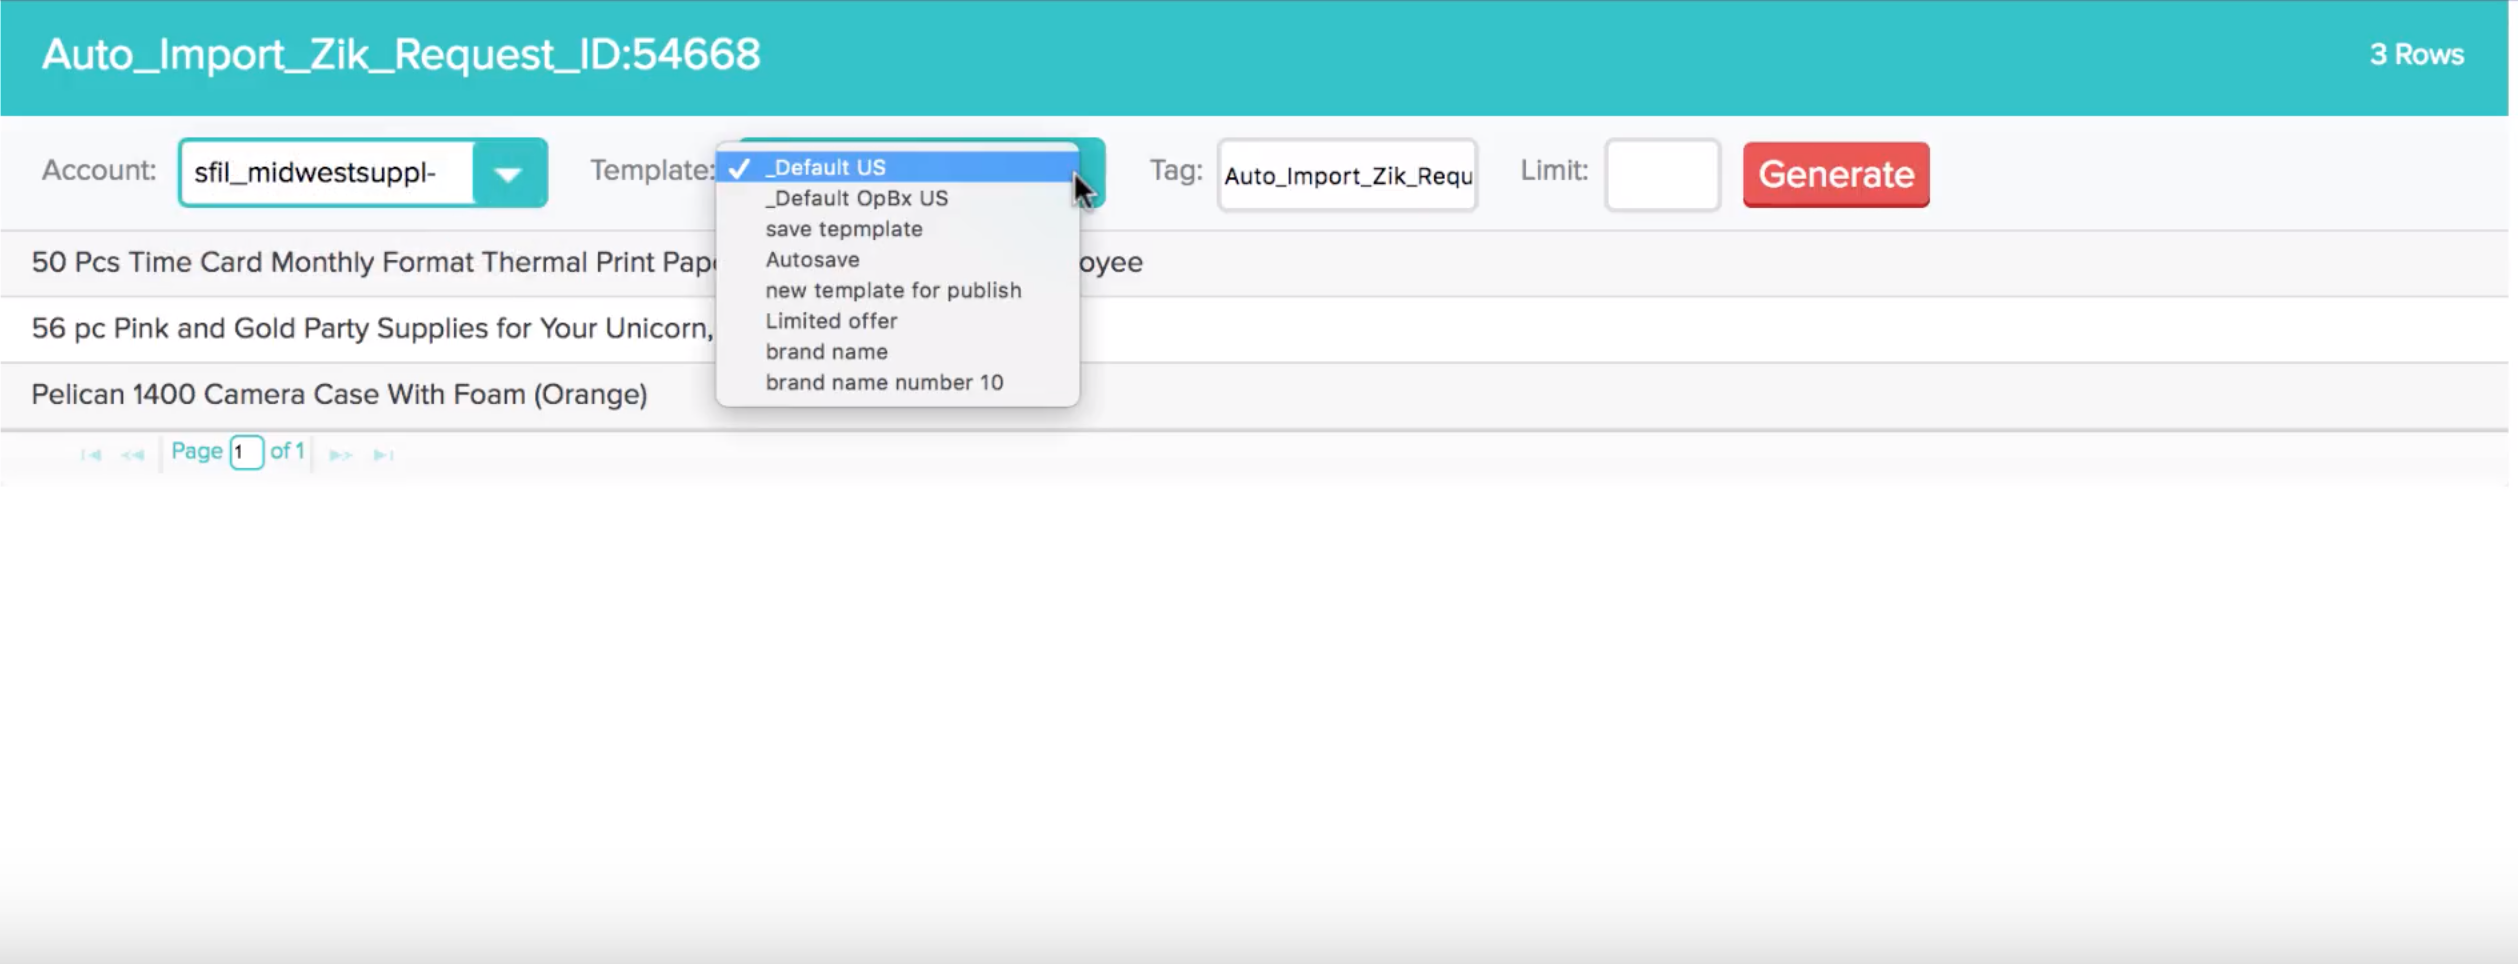 Auto_Import_Zik_Request_ID:54668
3 Rows
Account: sfil_midwestsuppl- Template: Tag: Auto_Import_Zik_Requ Limit: Generate
_Default US
_Default OpBx US
save tepmplate
Autosave
new template for publish
Limited offer
brand name
brand name number 10
50 Pcs Time Card Monthly Format Thermal Print Pap oyee
56 pc Pink and Gold Party Supplies for Your Unicorn,
Pelican 1400 Camera Case With Foam (Orange)
Page 1 of 1